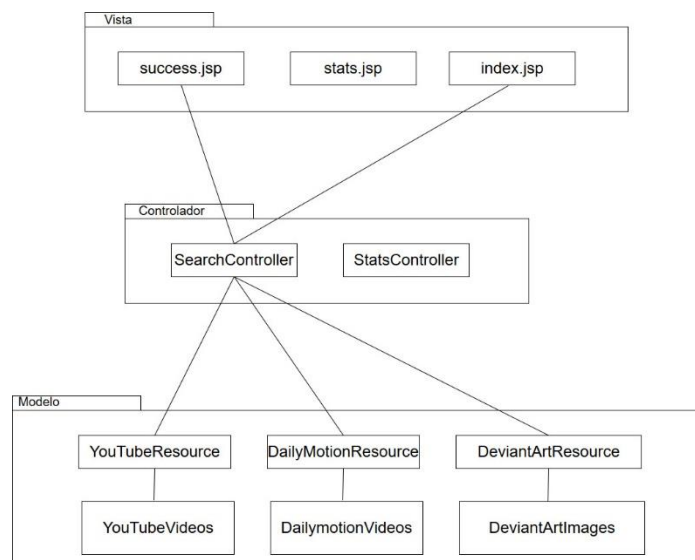 Vista
success.jsp
stats.jsp
index.jsp
Controlador
SearchController
StatsController
Modelo
YouTubeResource
DailyMotionResource
DeviantArtResource
YouTubeVideos
DailymotionVideos
DeviantArtImages